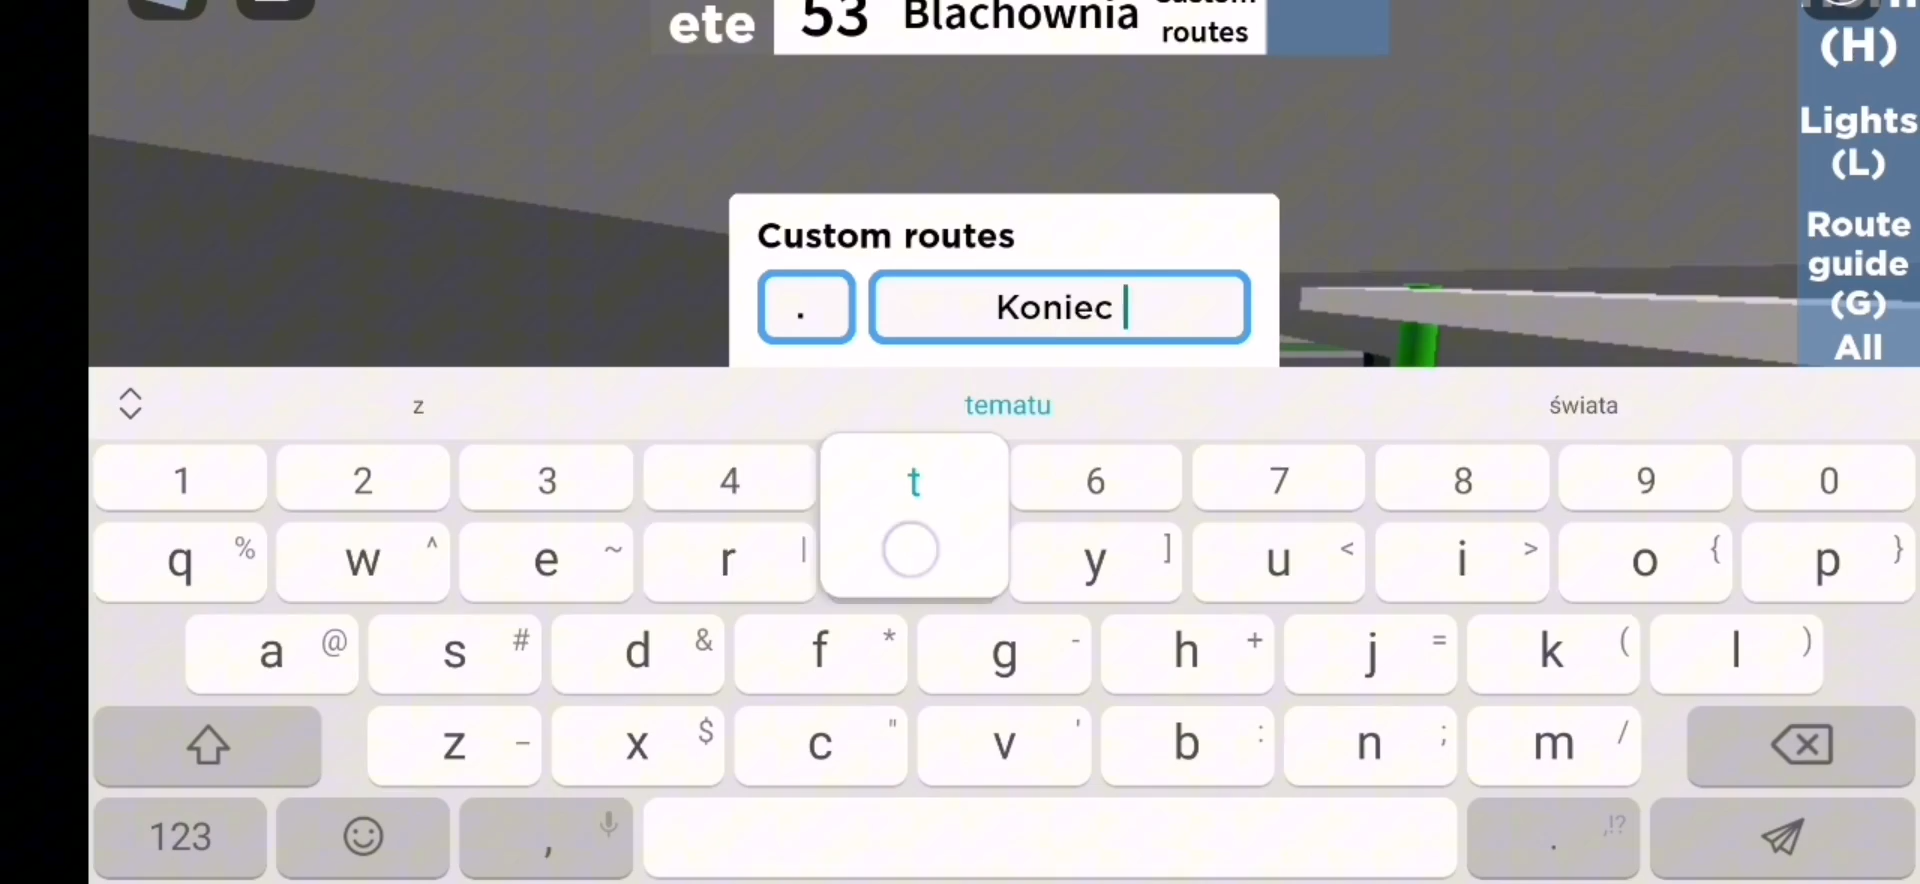 ete 53 Blachownia
routes
(H)
Lights
(L)
Route
guide
(G)
All
Custom routes
. Koniec
z tematu świata
1 2 3 4 t 6 7 8 9 0
q % w ^ e ~ r | y ] u < i > o { p }
a @ s # d & f * g - h + j = k ( l )
z _ x $ c " v ' b : n ; m /
123 , . ,!?